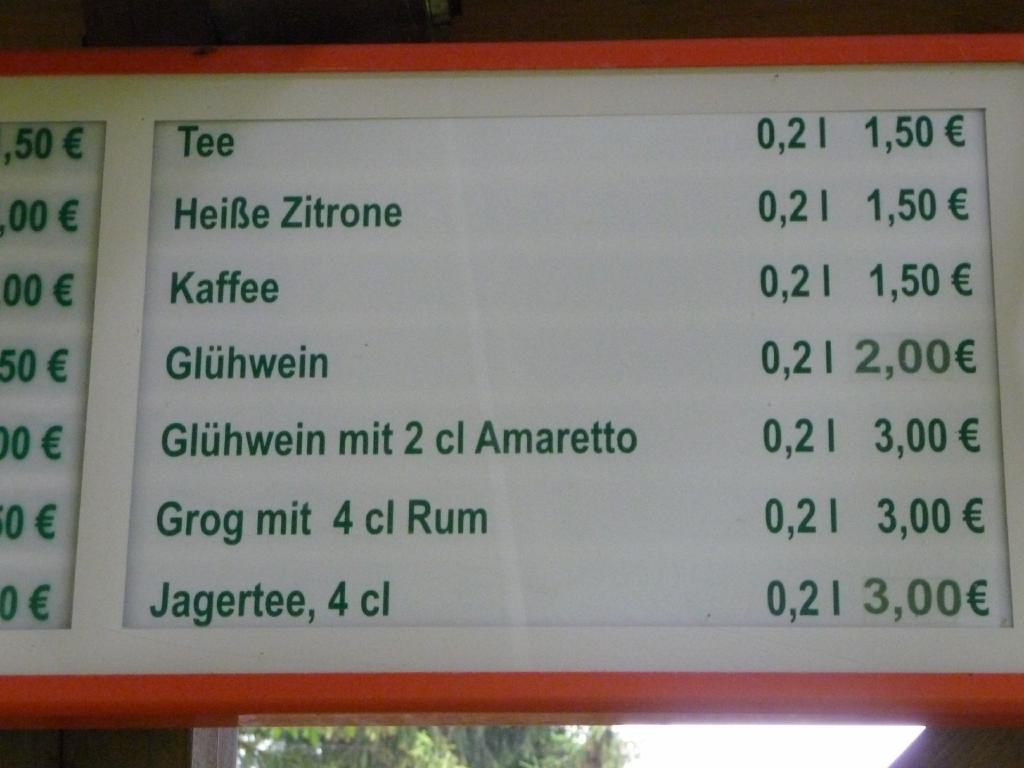 ,50 €
,00 €
00 €
50 €
00 €
50 €
0 €
Tee 0,2 l 1,50 €
Heiße Zitrone 0,2 l 1,50 €
Kaffee 0,2 l 1,50 €
Glühwein 0,2 l 2,00€
Glühwein mit 2 cl Amaretto 0,2 l 3,00 €
Grog mit 4 cl Rum 0,2 l 3,00 €
Jagertee, 4 cl 0,2 l 3,00€